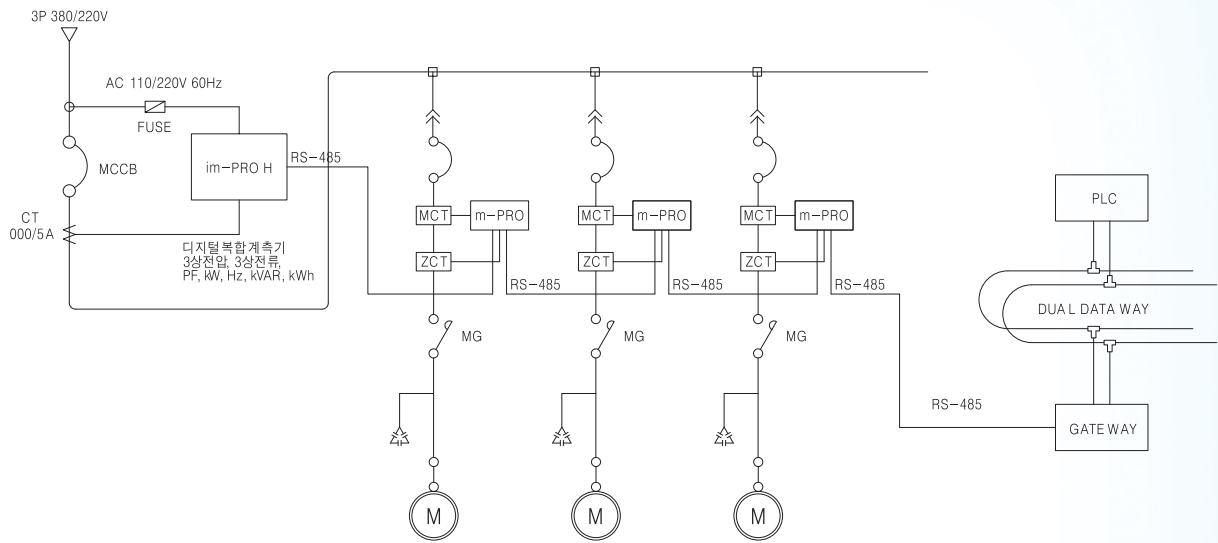 3P 380/220V
AC 110/220V 60Hz
FUSE
MCCB
im-PRO H
RS-485
CT
000/5A
디지털복합계측기
3상전압, 3상전류,
PF, kW, Hz, kVAR, kWh
MCT
m-PRO
ZCT
RS-485
MG
M
MCT
m-PRO
ZCT
RS-485
MG
M
MCT
m-PRO
ZCT
RS-485
MG
M
PLC
DUAL DATA WAY
RS-485
GATE WAY